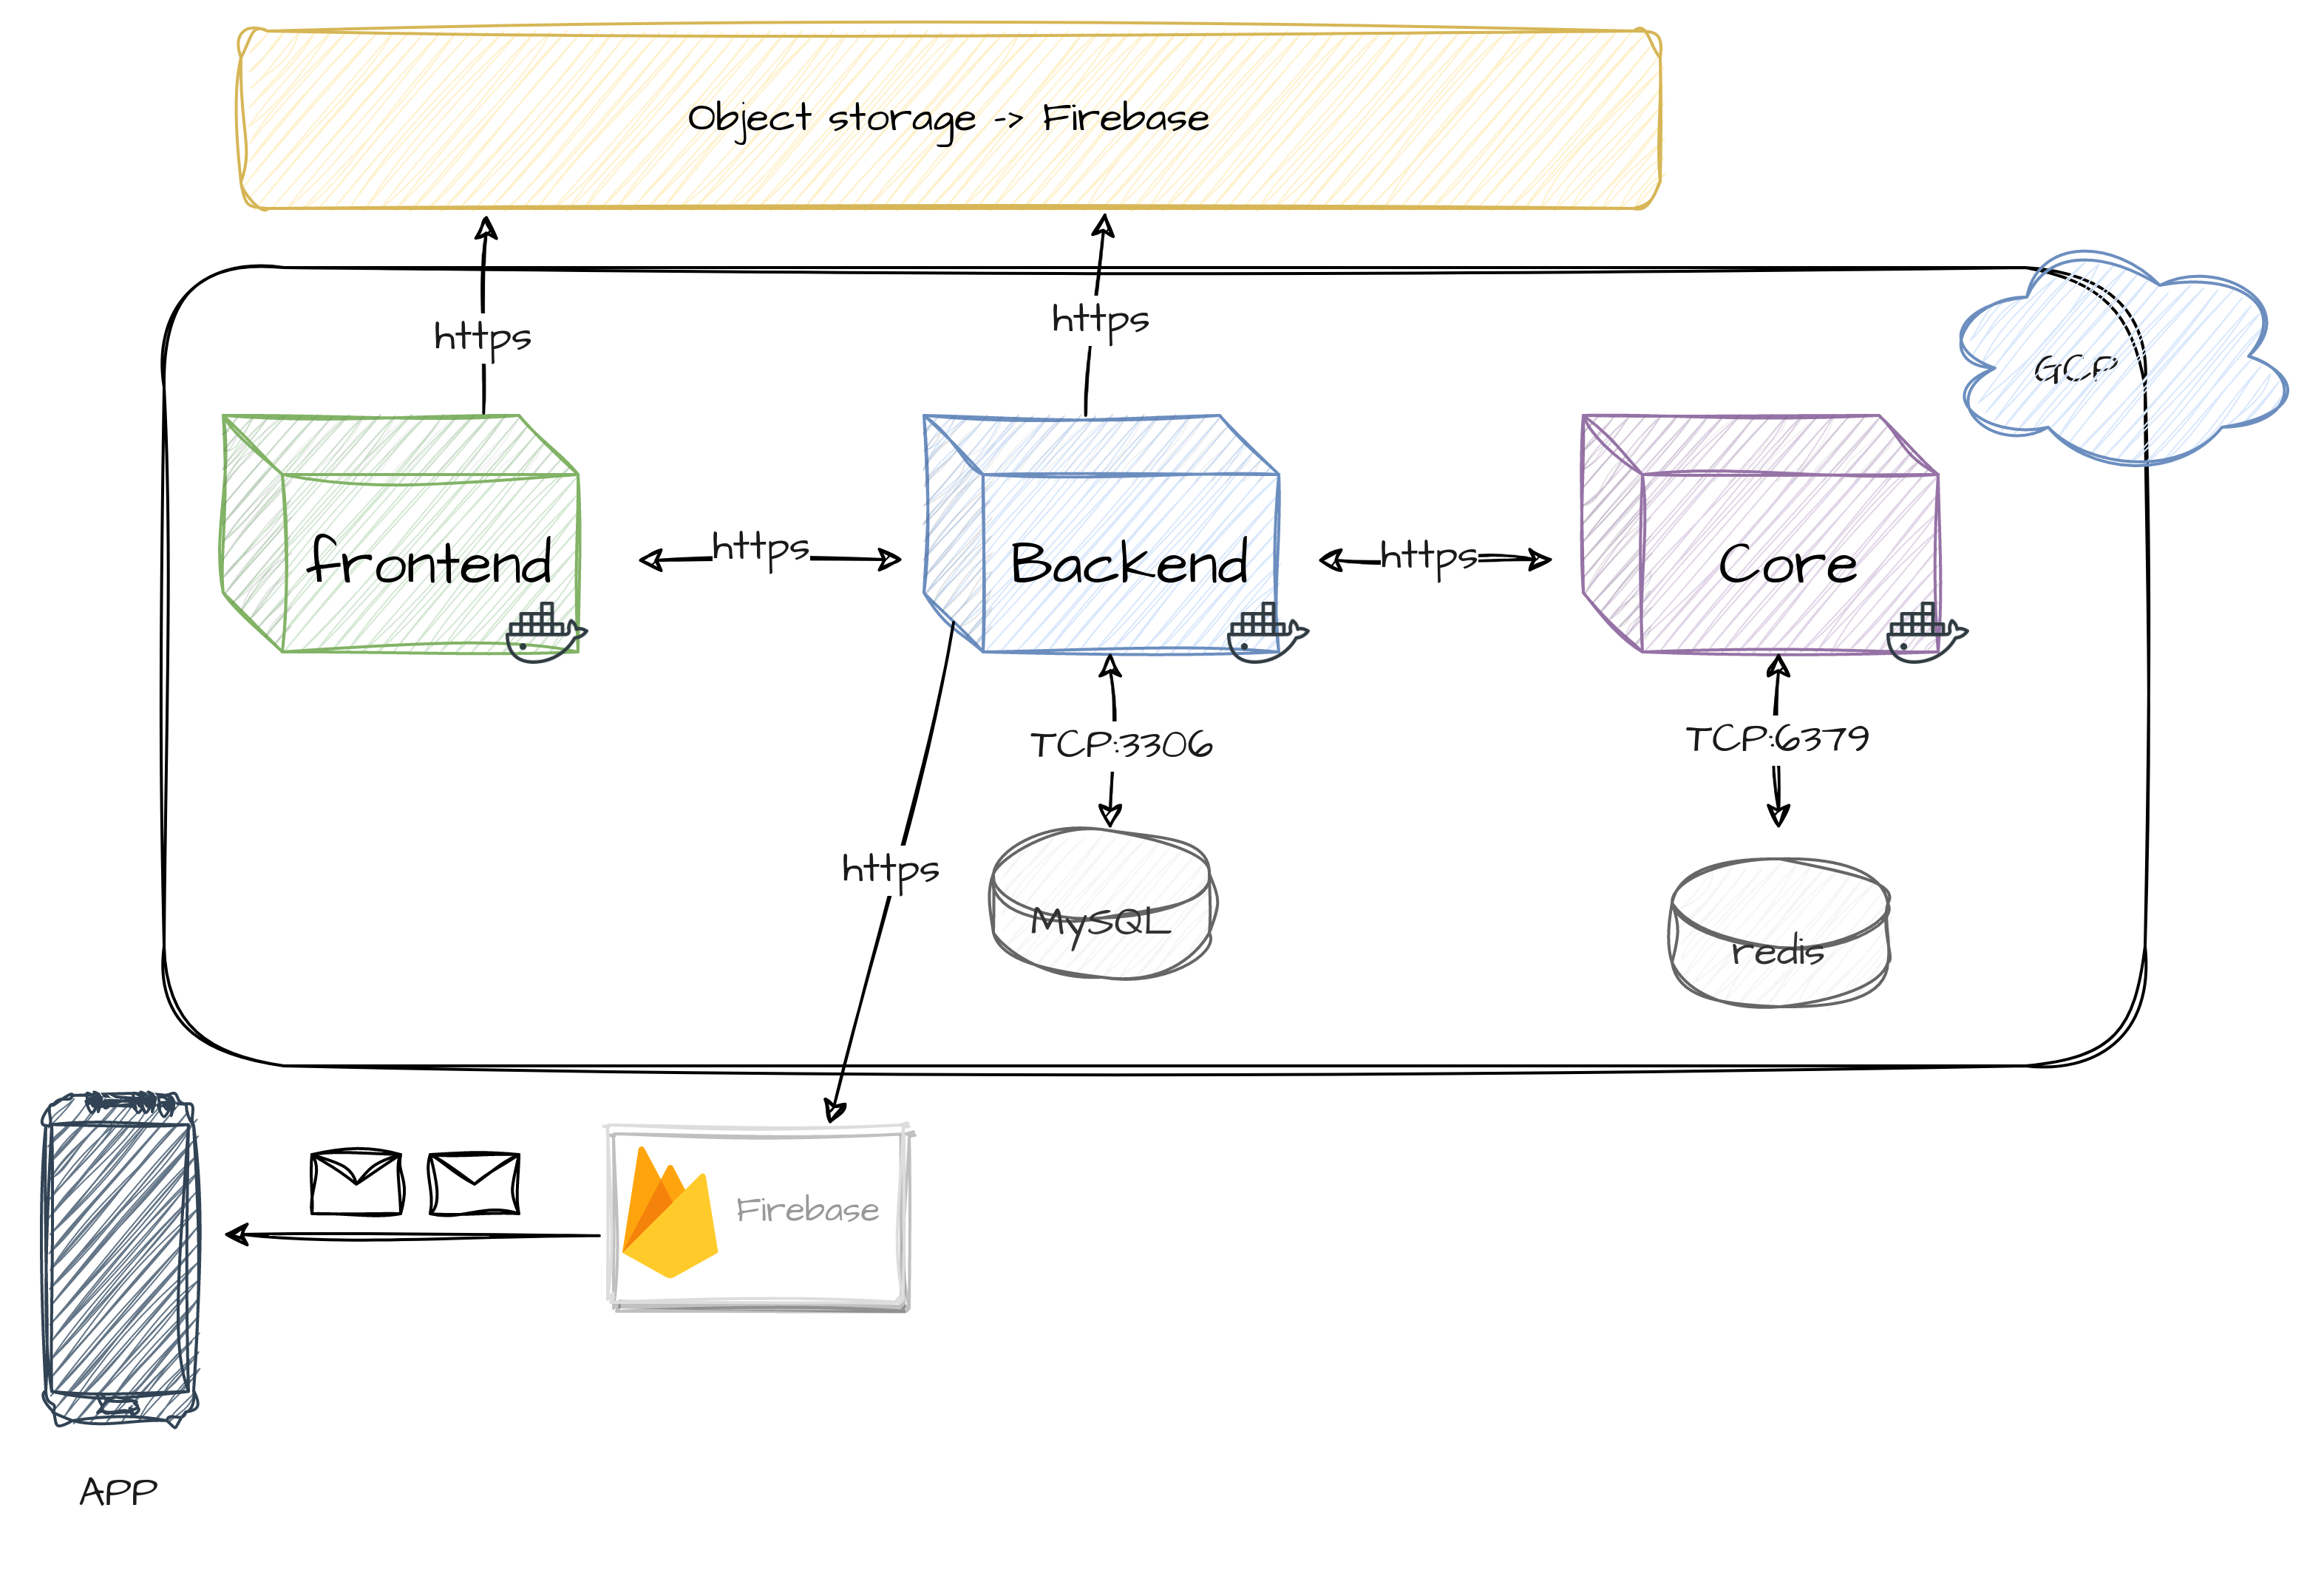 Object storage -> Firebase
https
https
GCP
frontend
https
Backend
https
Core
TCP:3306
TCP:6379
https
MySQL
redis
Firebase
APP